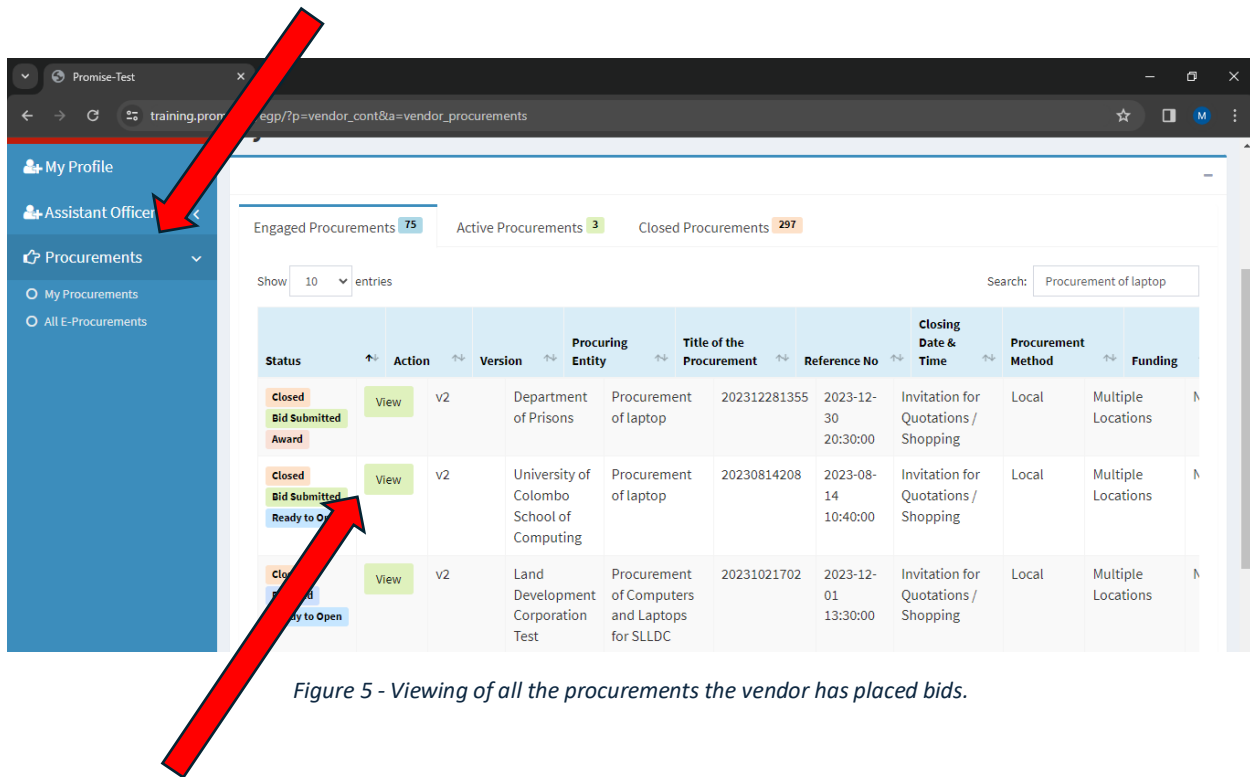 Promise-Test
training.prom egp/?p=vendor_cont&a=vendor_procurements
M
My Profile
Assistant Officer
Procurements
My Procurements
All E-Procurements
Engaged Procurements 75 Active Procurements 3 Closed Procurements 297
Show 10 entries Search: Procurement of laptop
Status Action Version Procuring Entity Title of the Procurement Reference No Closing Date & Time Procurement Method Funding
Closed View v2 Department Procurement 202312281355 2023-12- Invitation for Local Multiple N
Bid Submitted of Prisons of laptop 30 Quotations / Locations
Award 20:30:00 Shopping
Closed View v2 University of Procurement 20230814208 2023-08- Invitation for Local Multiple N
Bid Submitted Colombo of laptop 14 Quotations / Locations
Ready to School of 10:40:00 Shopping
Computing
View v2 Land Procurement 20231021702 2023-12- Invitation for Local Multiple N
Development of Computers 01 Quotations / Locations
to Open Corporation and Laptops 13:30:00 Shopping
Test for SLLDC
Figure 5 - Viewing of all the procurements the vendor has placed bids.